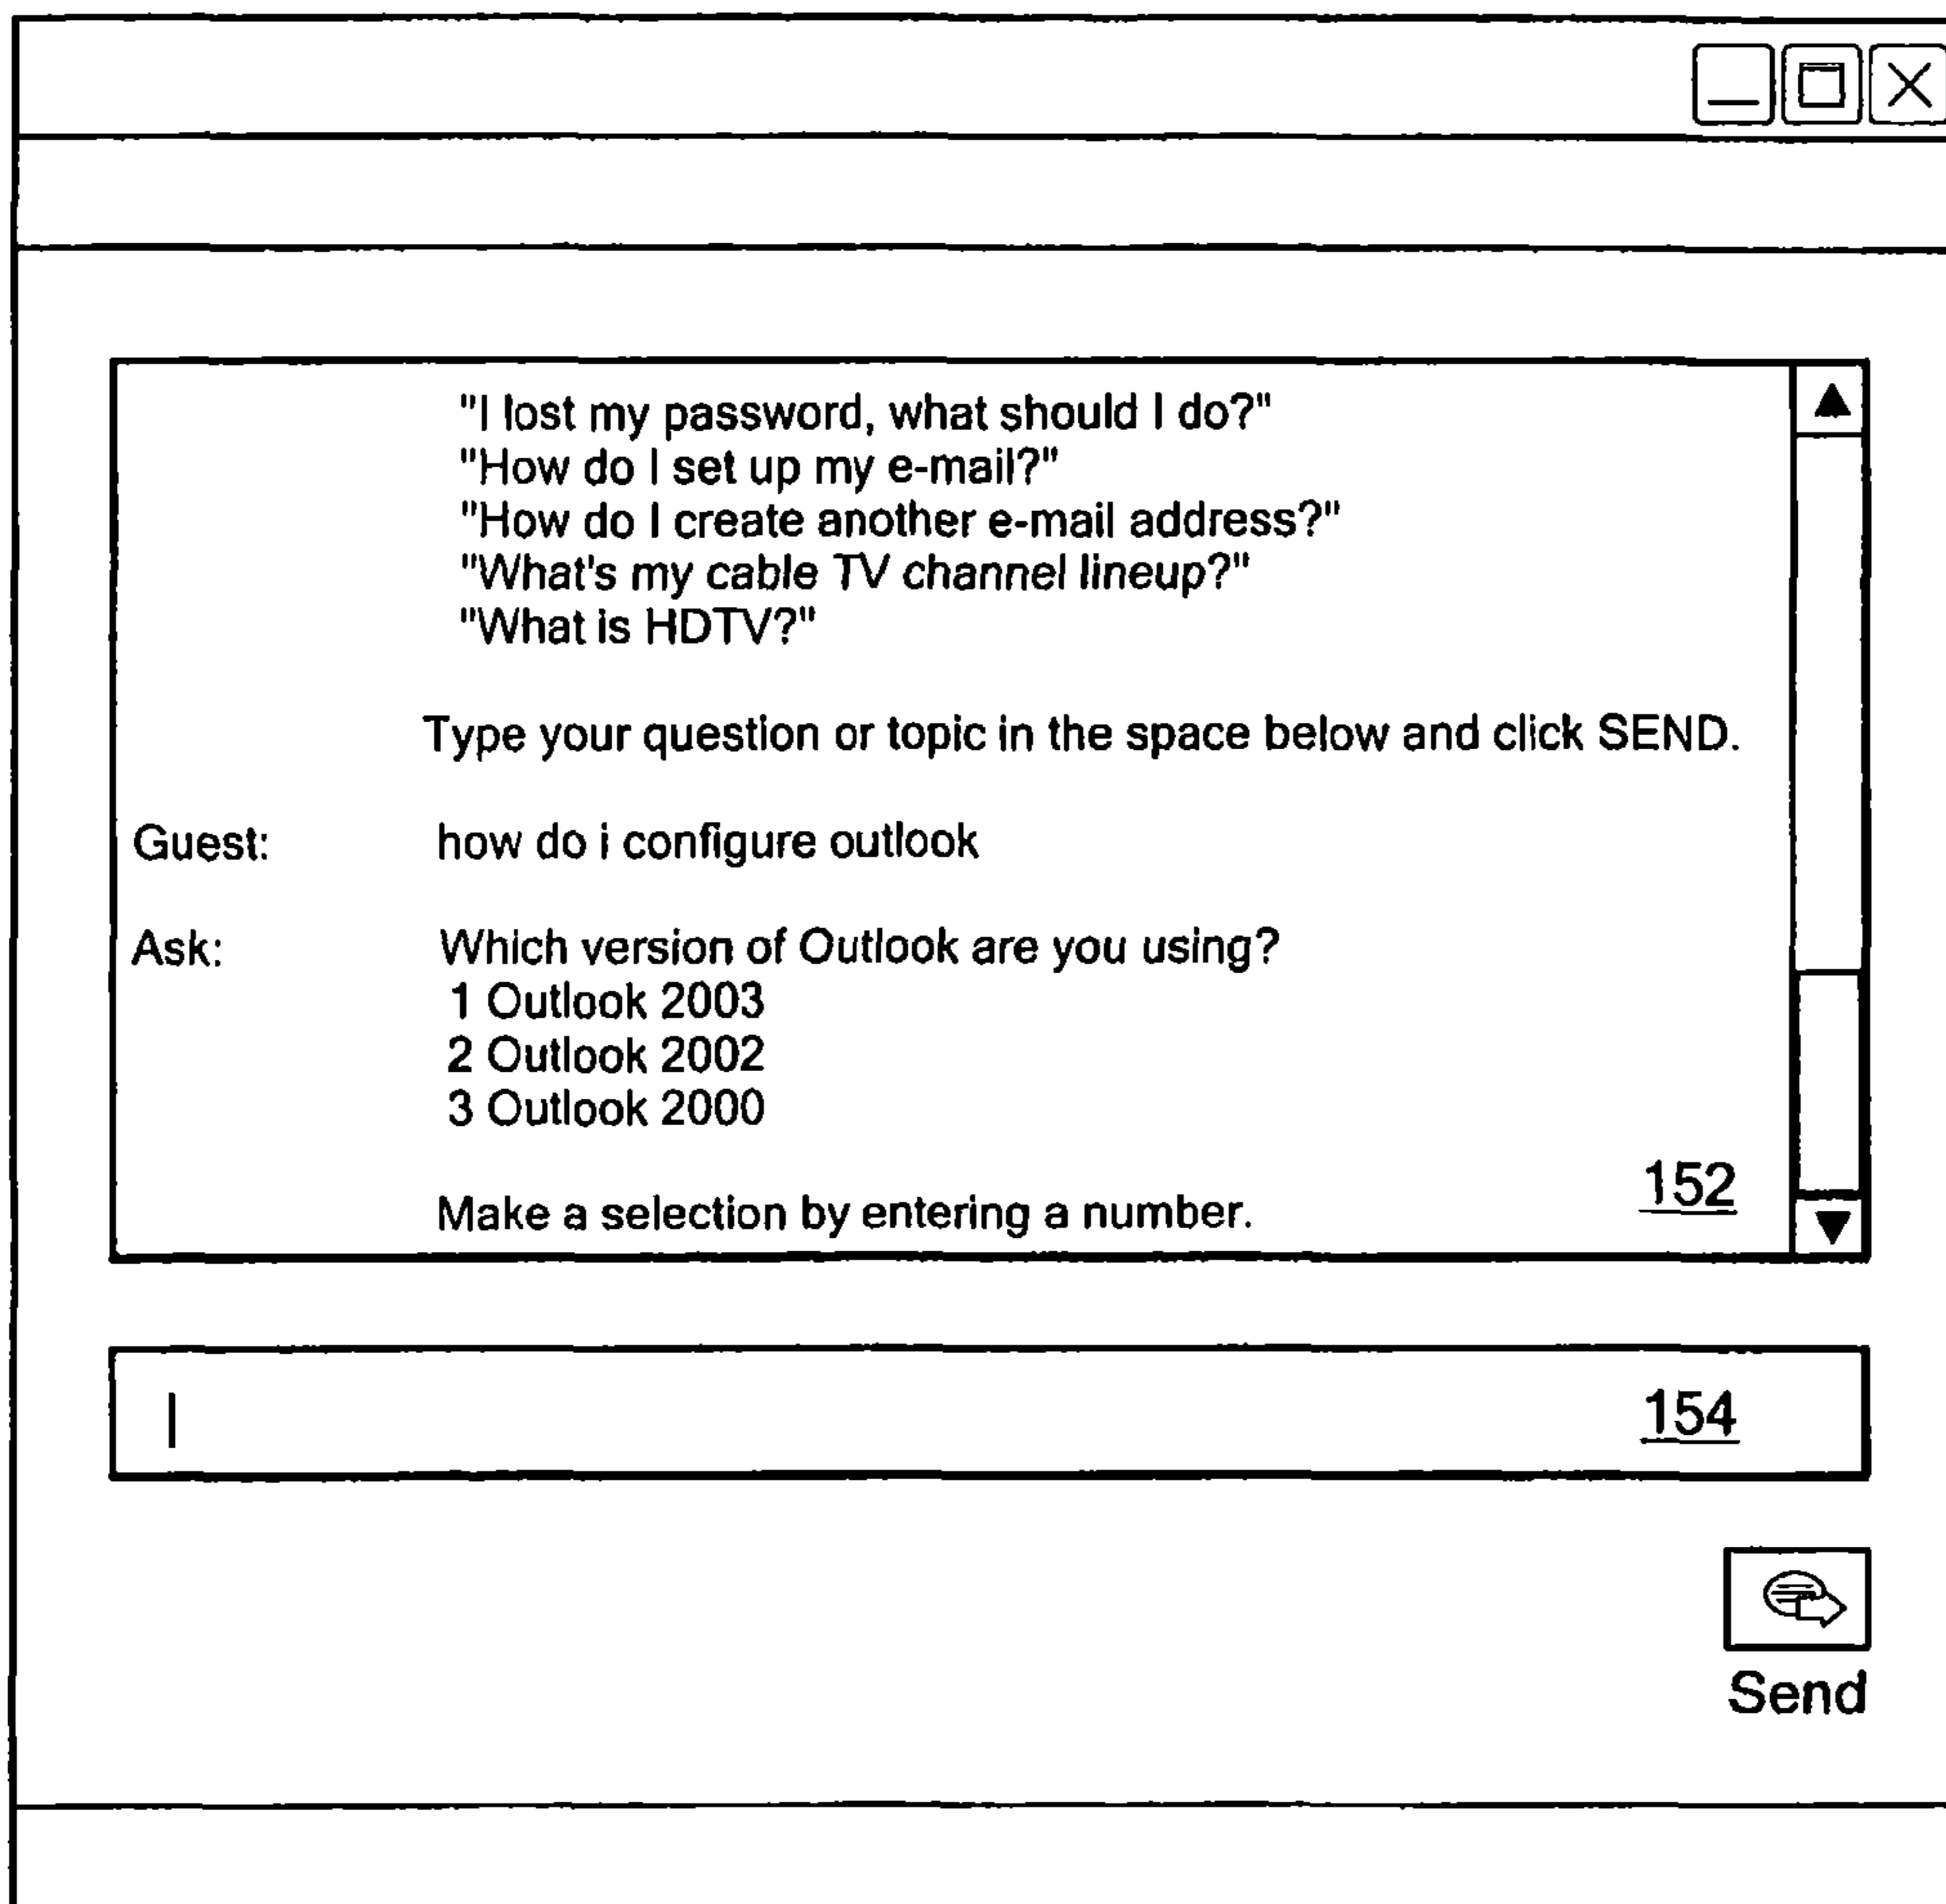 "I lost my password, what should I do?"
"How do I set up my e-mail?"
"How do I create another e-mail address?"
"What's my cable TV channel lineup?"
"What is HDTV?"
Type your question or topic in the space below and click SEND.
Guest: how do i configure outlook
Ask: Which version of Outlook are you using?
1 Outlook 2003
2 Outlook 2002
3 Outlook 2000
152
Make a selection by entering a number.
154
Send